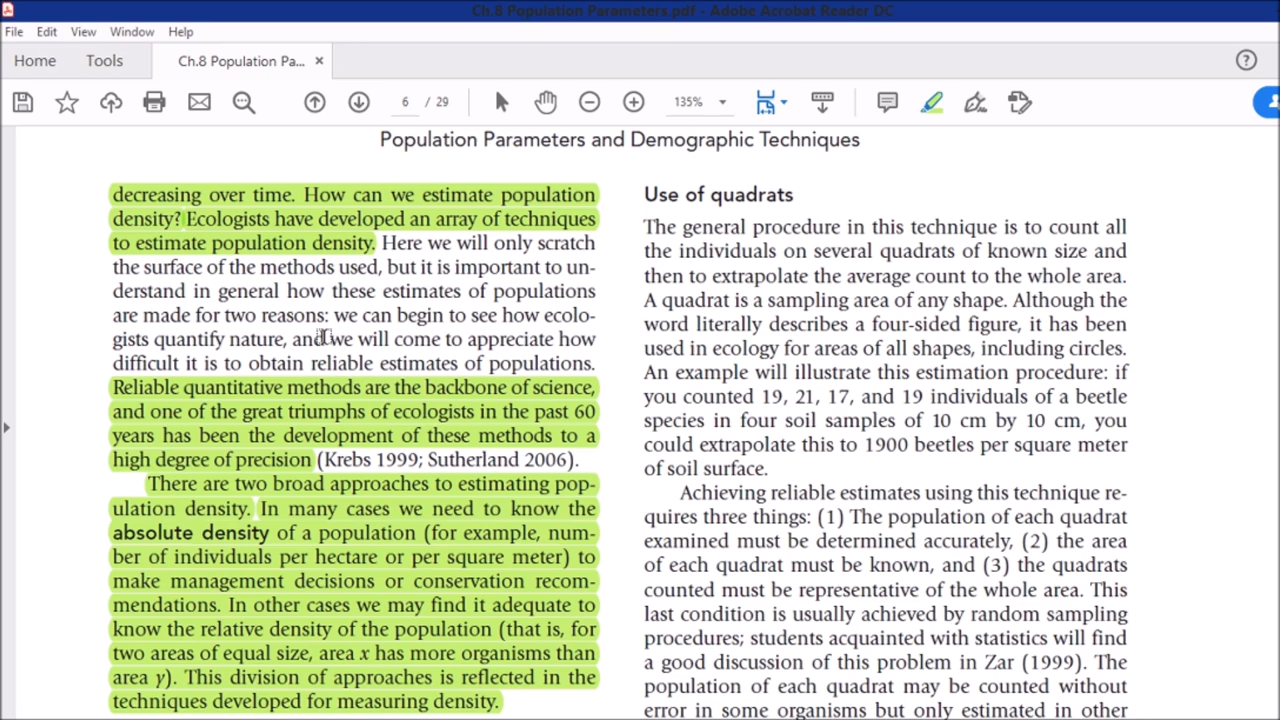 Ch.8 Population Parameters.pdf - Adobe Acrobat Reader DC
File Edit View Window Help
Home Tools Ch.8 Population Pa... ×
6 / 29 135%
Population Parameters and Demographic Techniques
decreasing over time. How can we estimate population
density? Ecologists have developed an array of techniques
to estimate population density. Here we will only scratch
the surface of the methods used, but it is important to un-
derstand in general how these estimates of populations
are made for two reasons: we can begin to see how ecolo-
gists quantify nature, and we will come to appreciate how
difficult it is to obtain reliable estimates of populations.
Reliable quantitative methods are the backbone of science,
and one of the great triumphs of ecologists in the past 60
years has been the development of these methods to a
high degree of precision (Krebs 1999; Sutherland 2006).
There are two broad approaches to estimating pop-
ulation density. In many cases we need to know the
absolute density of a population (for example, num-
ber of individuals per hectare or per square meter) to
make management decisions or conservation recom-
mendations. In other cases we may find it adequate to
know the relative density of the population (that is, for
two areas of equal size, area x has more organisms than
area y). This division of approaches is reflected in the
techniques developed for measuring density.
Use of quadrats
The general procedure in this technique is to count all
the individuals on several quadrats of known size and
then to extrapolate the average count to the whole area.
A quadrat is a sampling area of any shape. Although the
word literally describes a four-sided figure, it has been
used in ecology for areas of all shapes, including circles.
An example will illustrate this estimation procedure: if
you counted 19, 21, 17, and 19 individuals of a beetle
species in four soil samples of 10 cm by 10 cm, you
could extrapolate this to 1900 beetles per square meter
of soil surface.
Achieving reliable estimates using this technique re-
quires three things: (1) The population of each quadrat
examined must be determined accurately, (2) the area
of each quadrat must be known, and (3) the quadrats
counted must be representative of the whole area. This
last condition is usually achieved by random sampling
procedures; students acquainted with statistics will find
a good discussion of this problem in Zar (1999). The
population of each quadrat may be counted without
error in some organisms but only estimated in other